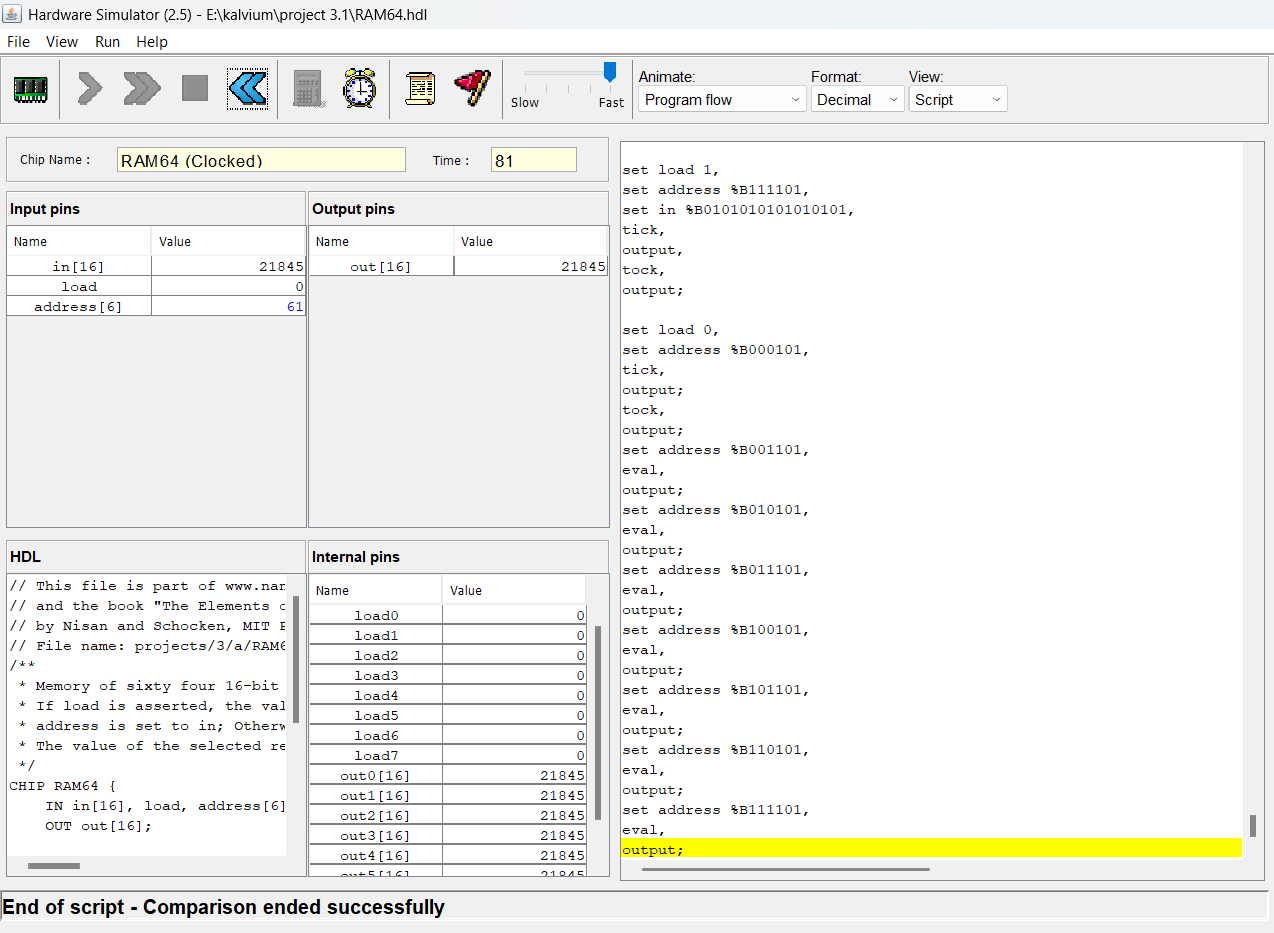 Hardware Simulator (2.5) - E:\kalvium\project 3.1\RAM64.hdl
File View Run Help
Slow Fast
Animate: Format: View:
Program flow Decimal Script
Chip Name : RAM64 (Clocked) Time : 81
Input pins
Name Value
in[16] 21845
load 0
address[6] 61
Output pins
Name Value
out[16] 21845
HDL
// This file is part of www.nan
// and the book "The Elements o
// by Nisan and Schocken, MIT P
// File name: projects/3/a/RAM6
/**
* Memory of sixty four 16-bit
* If load is asserted, the val
* address is set to in; Otherw
* The value of the selected re
*/
CHIP RAM64 {
IN in[16], load, address[6]
OUT out[16];
Internal pins
Name Value
load0 0
load1 0
load2 0
load3 0
load4 0
load5 0
load6 0
load7 0
out0[16] 21845
out1[16] 21845
out2[16] 21845
out3[16] 21845
out4[16] 21845
out5[16] 21845
set load 1,
set address %B111101,
set in %B0101010101010101,
tick,
output,
tock,
output;
set load 0,
set address %B000101,
tick,
output;
tock,
output;
set address %B001101,
eval,
output;
set address %B010101,
eval,
output;
set address %B011101,
eval,
output;
set address %B100101,
eval,
output;
set address %B101101,
eval,
output;
set address %B110101,
eval,
output;
set address %B111101,
eval,
output;
End of script - Comparison ended successfully